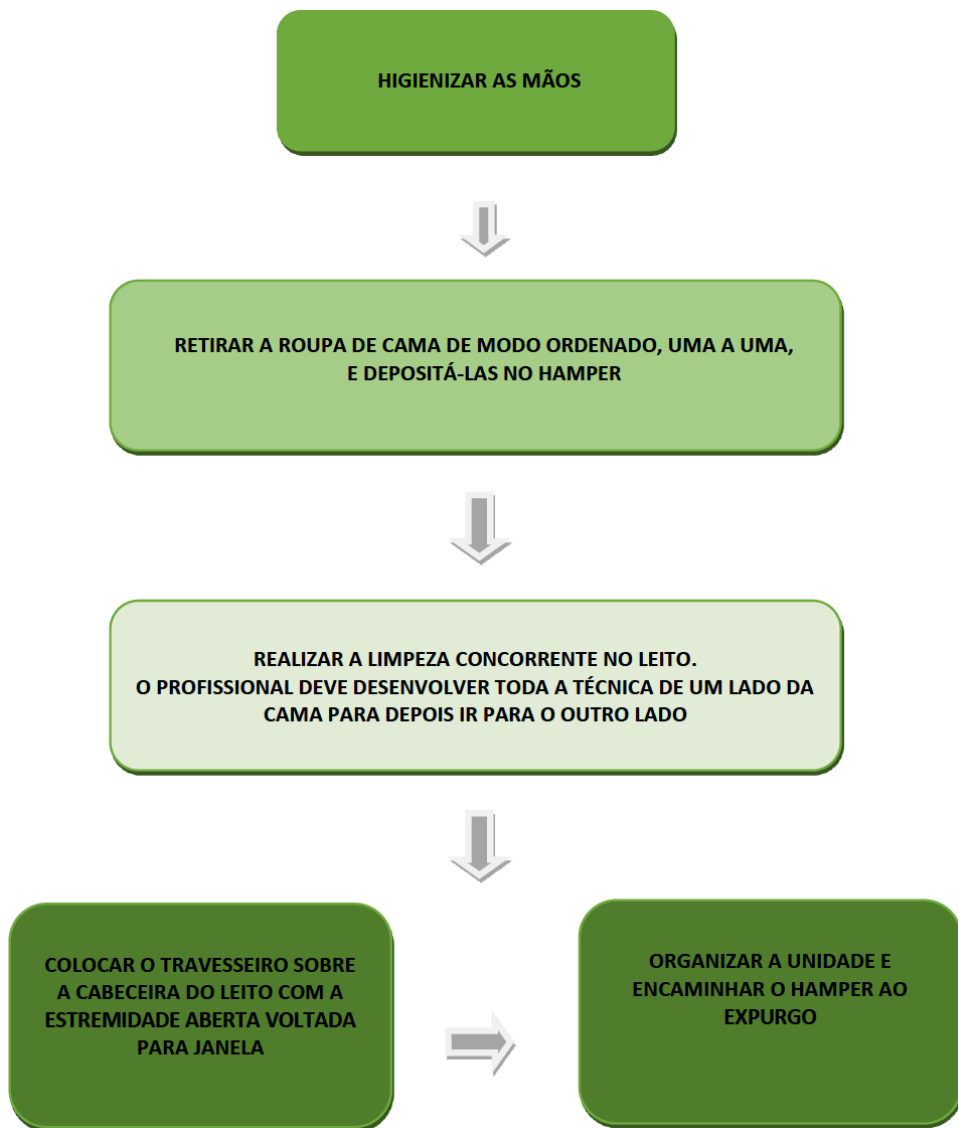 HIGIENIZAR AS MÃOS
RETIRAR A ROUPA DE CAMA DE MODO ORDENADO, UMA A UMA,
E DEPOSITÁ-LAS NO HAMPER
REALIZAR A LIMPEZA CONCORRENTE NO LEITO.
O PROFISSIONAL DEVE DESENVOLVER TODA A TÉCNICA DE UM LADO DA
CAMA PARA DEPOIS IR PARA O OUTRO LADO
COLOCAR O TRAVESSEIRO SOBRE
A CABECEIRA DO LEITO COM A
ESTREMIDADE ABERTA VOLTADA
PARA JANELA
ORGANIZAR A UNIDADE E
ENCAMINHAR O HAMPER AO
EXPURGO